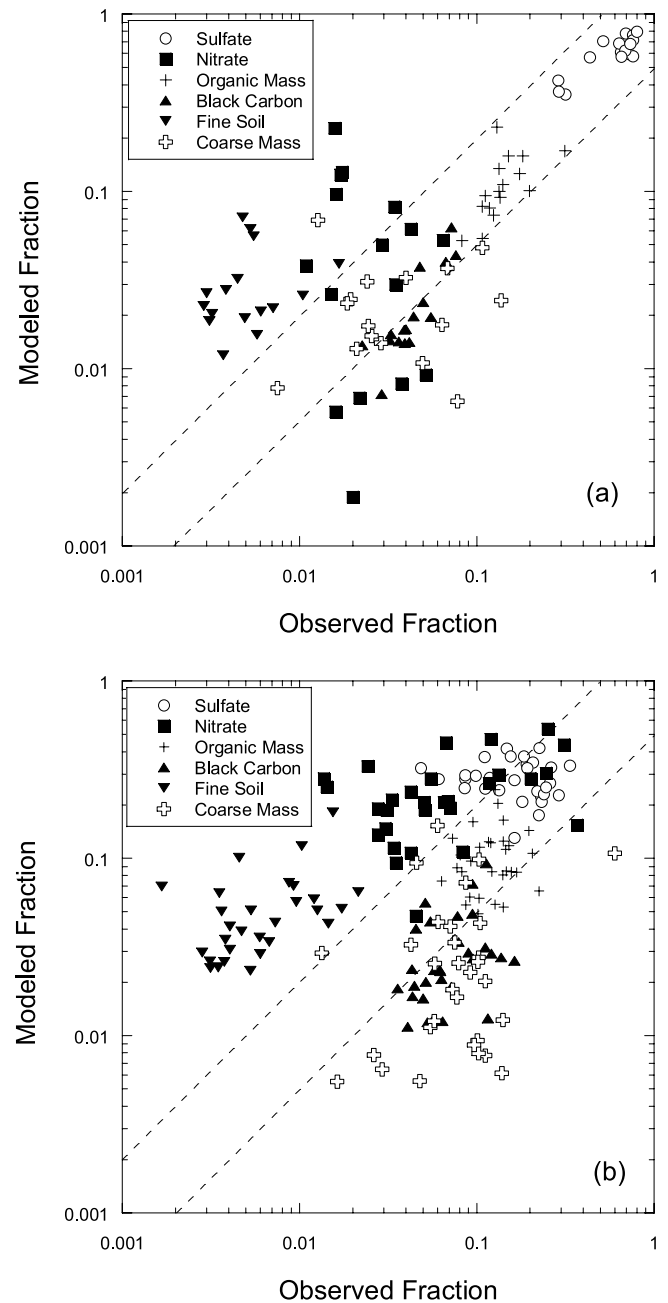 1
0.1
0.01
0.001
Modeled Fraction
Sulfate
Nitrate
Organic Mass
Black Carbon
Fine Soil
Coarse Mass
(a)
0.001
0.01
0.1
1
Observed Fraction
1
0.1
0.01
0.001
Modeled Fraction
Sulfate
Nitrate
Organic Mass
Black Carbon
Fine Soil
Coarse Mass
(b)
0.001
0.01
0.1
1
Observed Fraction